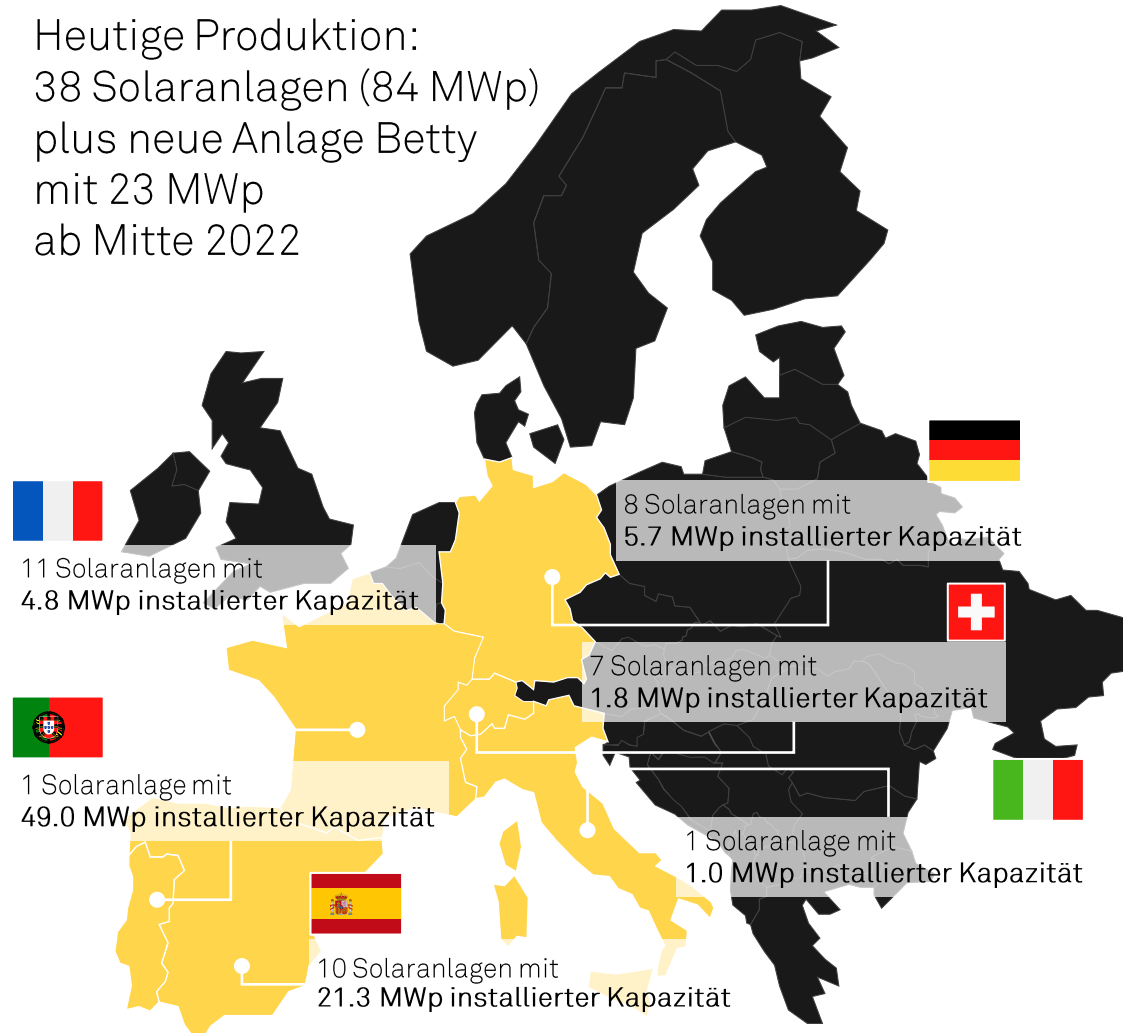 Heutige Produktion:
38 Solaranlagen (84 MWp)
plus neue Anlage Betty
mit 23 MWp
ab Mitte 2022
8 Solaranlagen mit
5.7 MWp installierter Kapazität
11 Solaranlagen mit
4.8 MWp installierter Kapazität
7 Solaranlagen mit
1.8 MWp installierter Kapazität
1 Solaranlage mit
49.0 MWp installierter Kapazität
1 Solaranlage mit
1.0 MWp installierter Kapazität
10 Solaranlagen mit
21.3 MWp installierter Kapazität